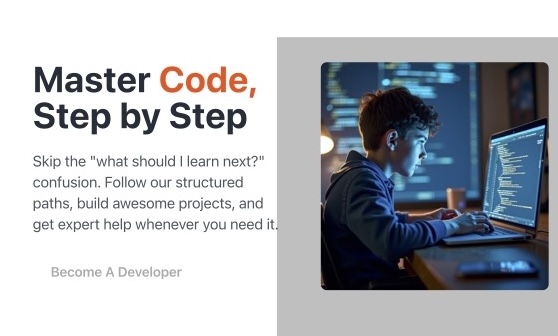 Master Code,
Step by Step
Skip the "what should I learn next?"
confusion. Follow our structured
paths, build awesome projects, and
get expert help whenever you need it.
Become A Developer